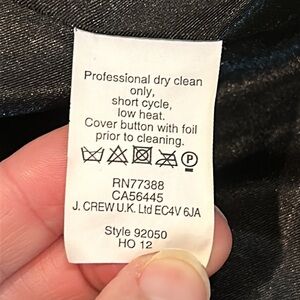 Professional dry clean
only,
short cycle,
low heat.
Cover button with foil
prior to cleaning.
P
RN77388
CA56445
J. CREW U.K. Ltd EC4V 6JA
Style 92050
HO 12